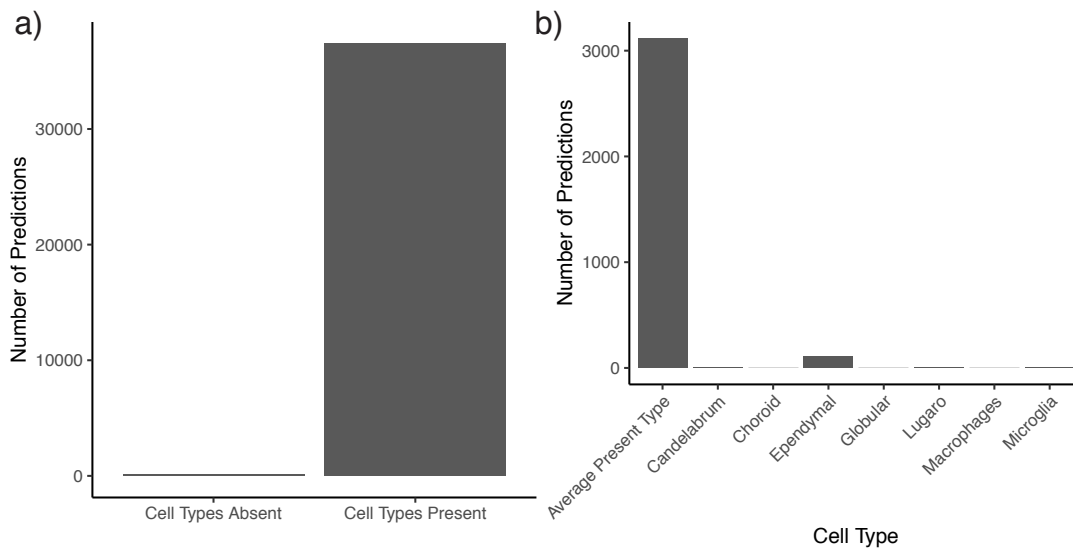 a)
Number of Predictions
30000
20000
10000
0
Cell Types Absent
Cell Types Present
b)
Number of Predictions
3000
2000
1000
0
Average Present Type
Candelabrum
Choroid
Ependymal
Globular
Lugaro
Macrophages
Microglia
Cell Type